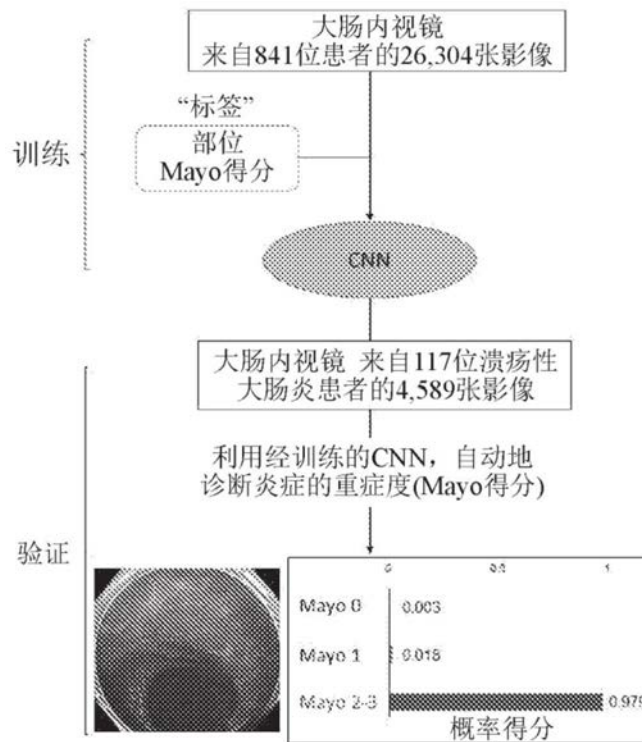 大肠内视镜
来自841位患者的26,304张影像
“标签”
部位
Mayo得分
训练
CNN
大肠内视镜 来自117位溃疡性
大肠炎患者的4,589张影像
利用经训练的CNN，自动地
诊断炎症的重症度(Mayo得分)
验证
0 0.5 1
Mayo 0 0.003
Mayo 1 0.018
Mayo 2-3 0.979
概率得分